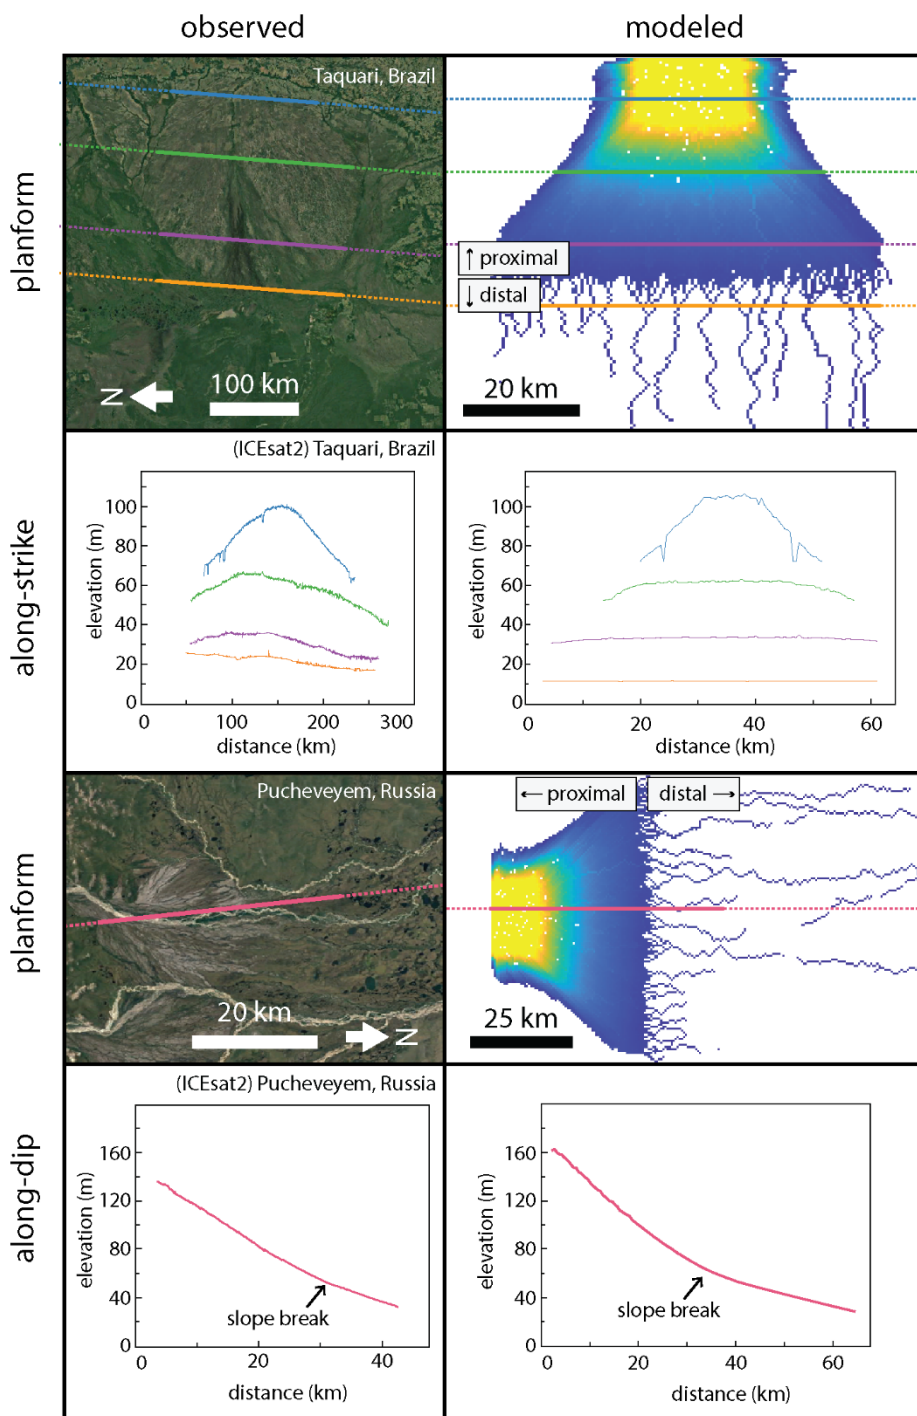 observed
modeled
planform
Taquari, Brazil
N
100 km
↑ proximal
↓ distal
20 km
along-strike
(ICEsat2) Taquari, Brazil
elevation (m)
100
80
60
40
20
0
0
100
200
300
distance (km)
elevation (m)
100
80
60
40
20
0
20
40
60
distance (km)
planform
Pucheveyem, Russia
20 km
N
← proximal
distal →
25 km
along-dip
(ICEsat2) Pucheveyem, Russia
elevation (m)
160
120
80
40
0
slope break
0
20
40
distance (km)
elevation (m)
160
120
80
40
0
slope break
0
20
40
60
distance (km)